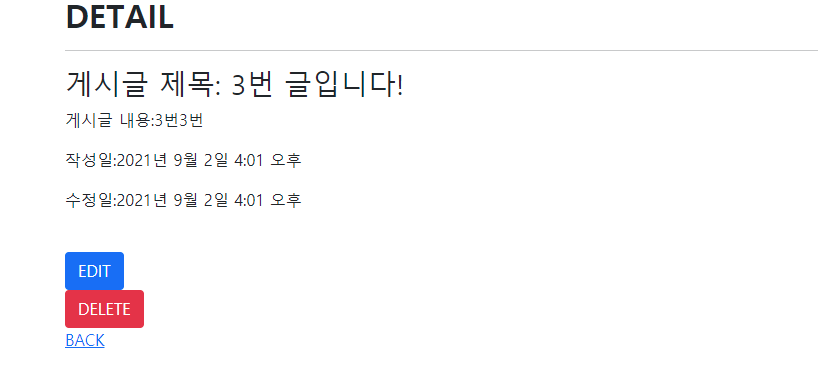 DETAIL
게시글 제목: 3번 글입니다!
게시글 내용:3번3번
작성일:2021년 9월 2일 4:01 오후
수정일:2021년 9월 2일 4:01 오후
EDIT
DELETE
BACK